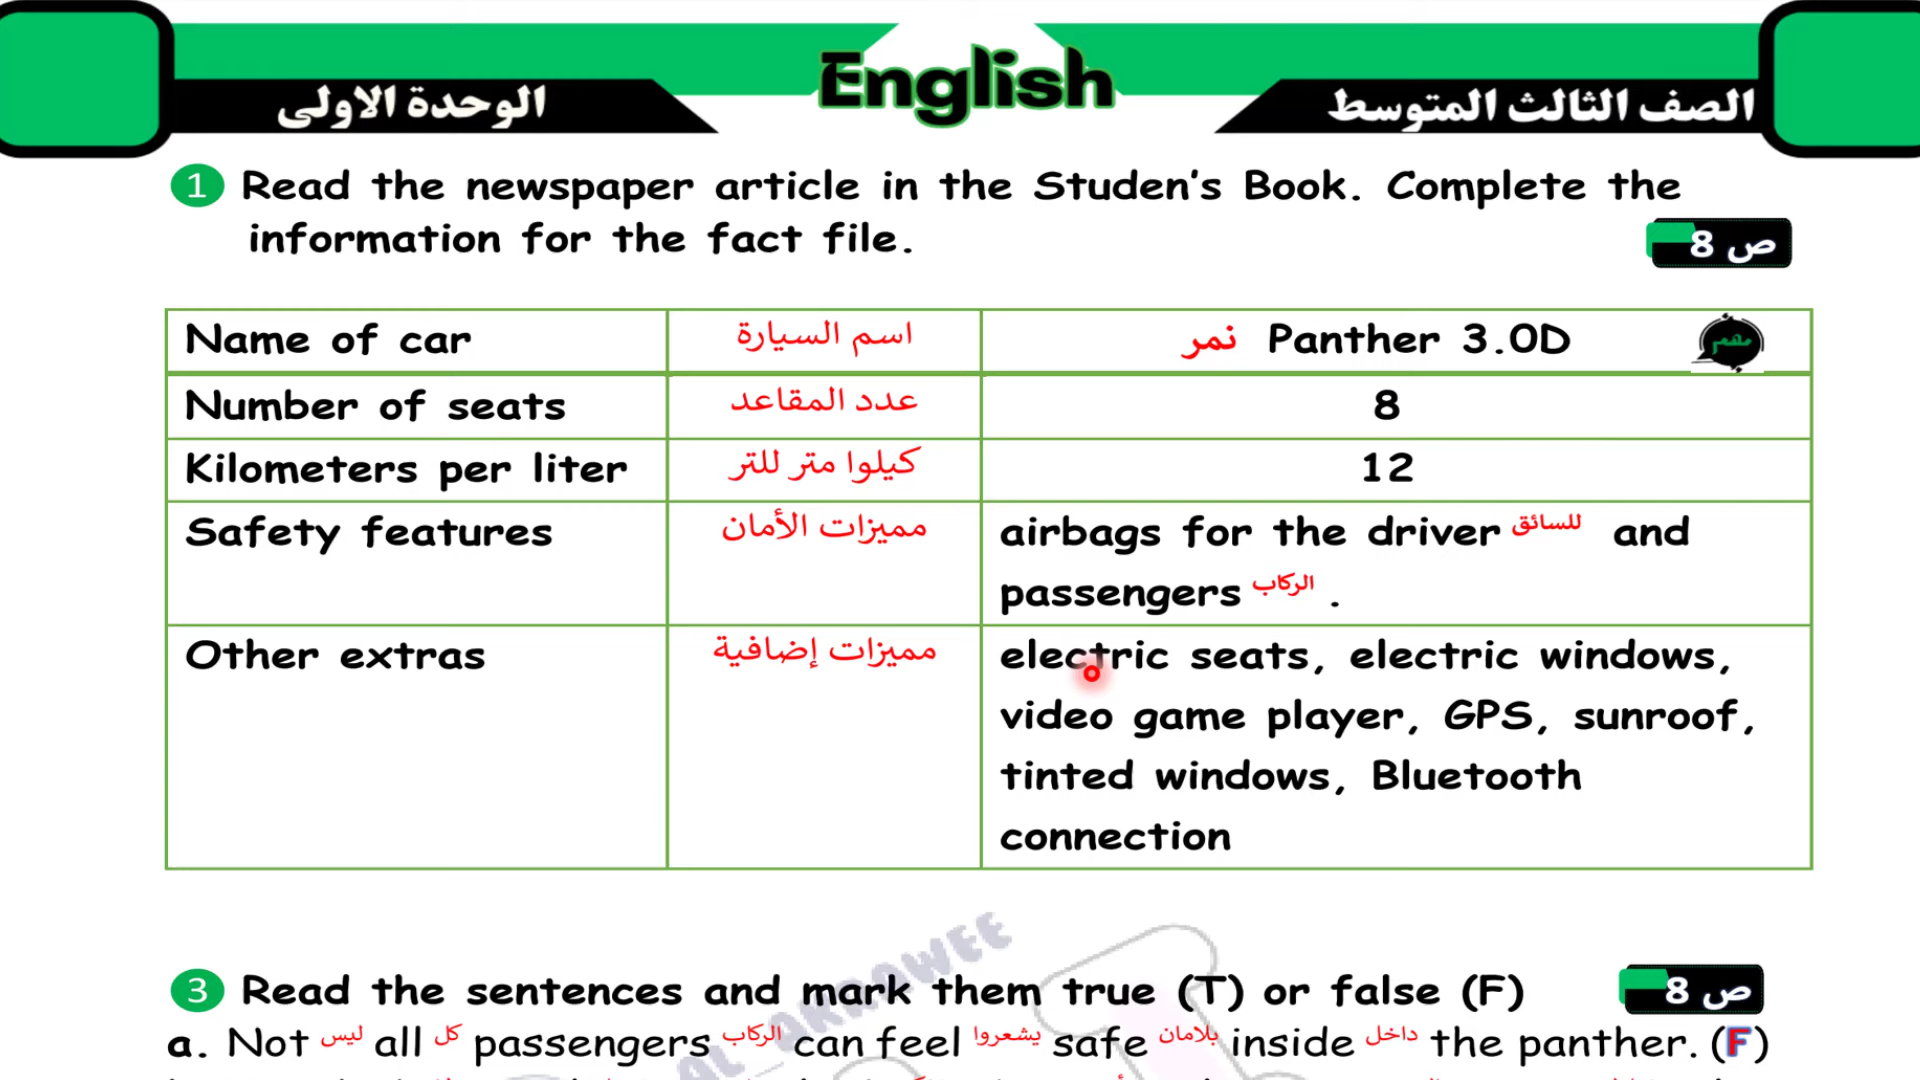 الوحدة الاولى
English
الصف الثالث المتوسط
1 Read the newspaper article in the Studen's Book. Complete the
information for the fact file.
ص 8
Name of car اسم السيارة نمر Panther 3.0D مهم
Number of seats عدد المقاعد 8
Kilometers per liter كيلوا متر للتر 12
Safety features مميزات الأمان airbags for the driver للسائق and
passengers الركاب .
Other extras مميزات إضافية electric seats, electric windows,
video game player, GPS, sunroof,
tinted windows, Bluetooth
connection
AL ARRAWEE
3 Read the sentences and mark them true (T) or false (F) ص 8
a. Not ليس all كل passengers الركاب can feel يشعروا safe بلامان inside داخل the panther. (F)